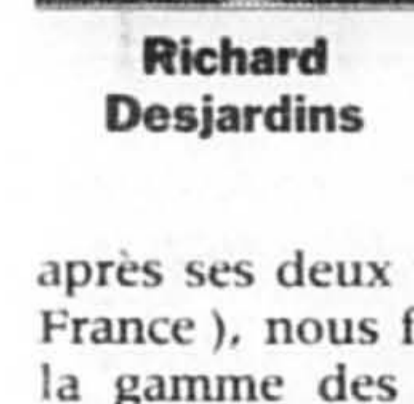 Richard
Desjardins
après ses deux
France ), nous f
la gamme des